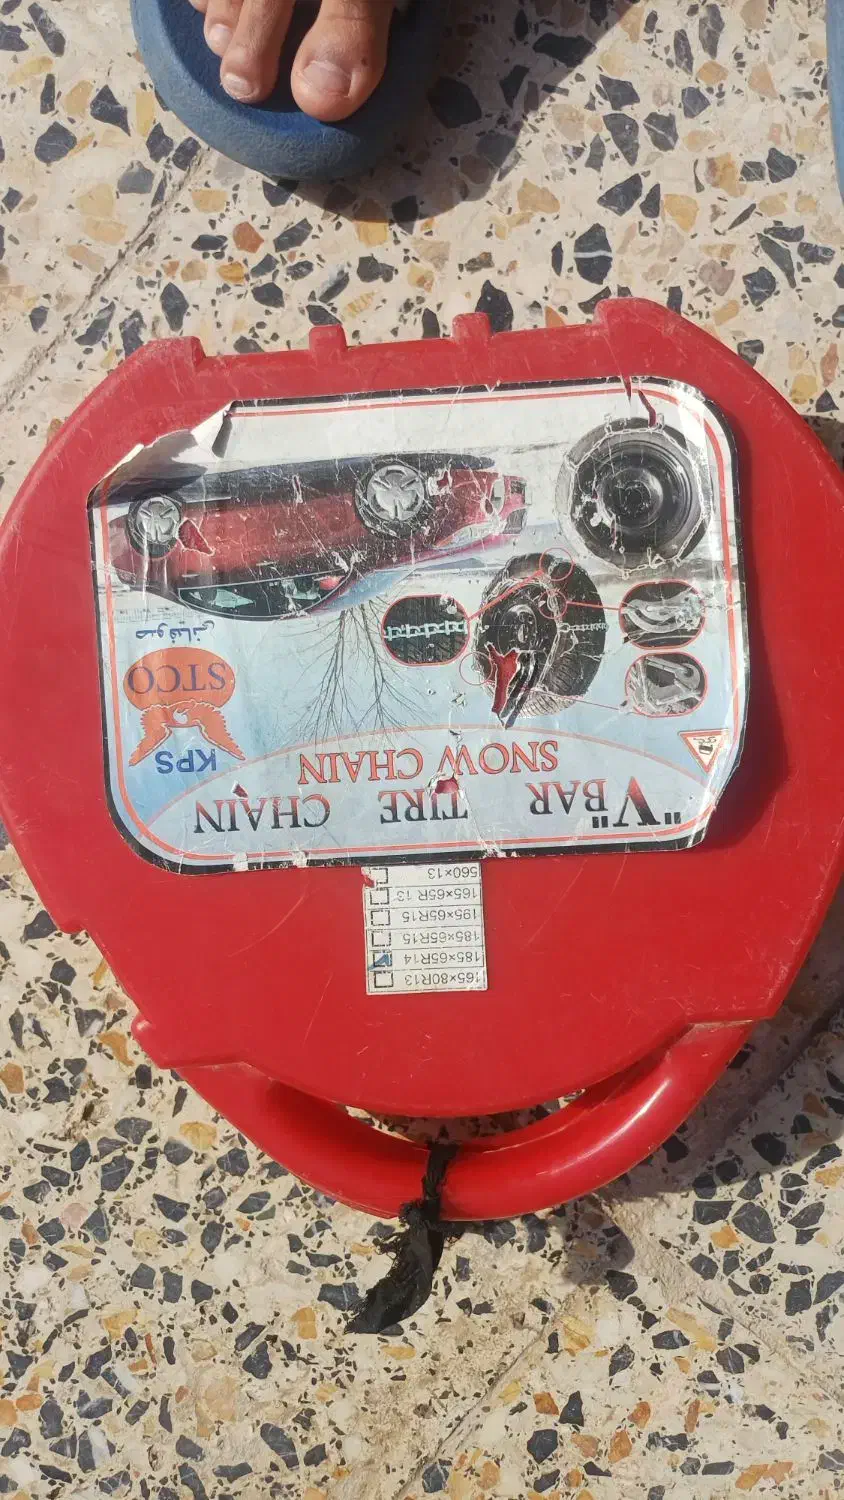 "V" BAR TIRE CHAIN
SNOW CHAIN
KPS
STCO
صوفیانی
165×80R13
185×65R14
185×65R15
195×65R15
165×65R 13
560×13